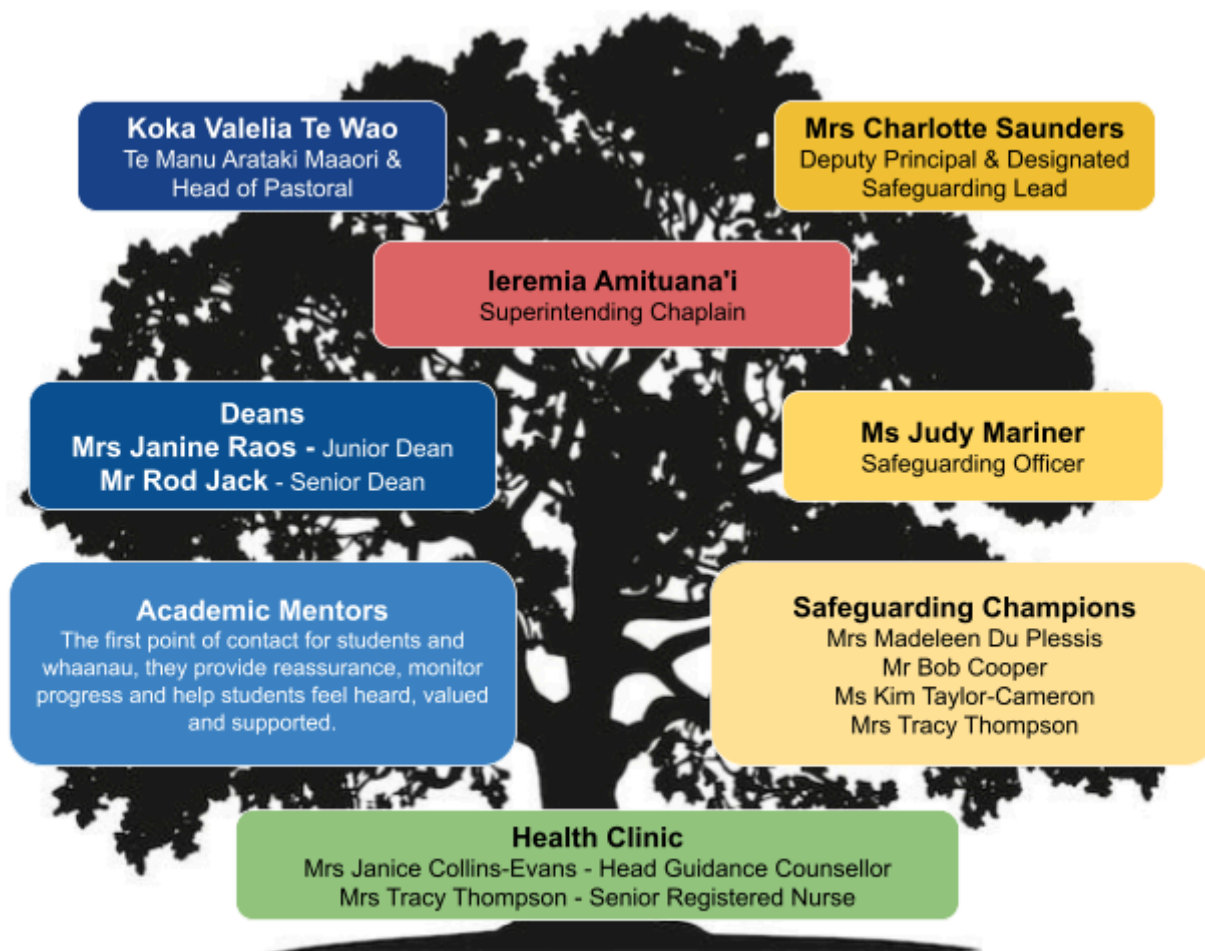 Koka Valelia Te Wao
Te Manu Arataki Maaori &
Head of Pastoral
Mrs Charlotte Saunders
Deputy Principal & Designated
Safeguarding Lead
Ieremia Amituana'i
Superintending Chaplain
Deans
Mrs Janine Raos - Junior Dean
Mr Rod Jack - Senior Dean
Ms Judy Mariner
Safeguarding Officer
Academic Mentors
The first point of contact for students and
whaanau, they provide reassurance, monitor
progress and help students feel heard, valued
and supported.
Safeguarding Champions
Mrs Madeleen Du Plessis
Mr Bob Cooper
Ms Kim Taylor-Cameron
Mrs Tracy Thompson
Health Clinic
Mrs Janice Collins-Evans - Head Guidance Counsellor
Mrs Tracy Thompson - Senior Registered Nurse